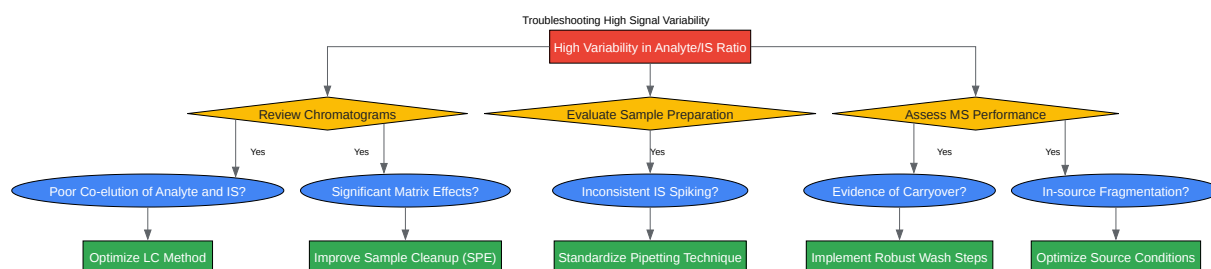 Troubleshooting High Signal Variability
High Variability in Analyte/IS Ratio
Review Chromatograms
Evaluate Sample Preparation
Assess MS Performance
Yes
Yes
Yes
Yes
Yes
Poor Co-elution of Analyte and IS?
Significant Matrix Effects?
Inconsistent IS Spiking?
Evidence of Carryover?
In-source Fragmentation?
Optimize LC Method
Improve Sample Cleanup (SPE)
Standardize Pipetting Technique
Implement Robust Wash Steps
Optimize Source Conditions